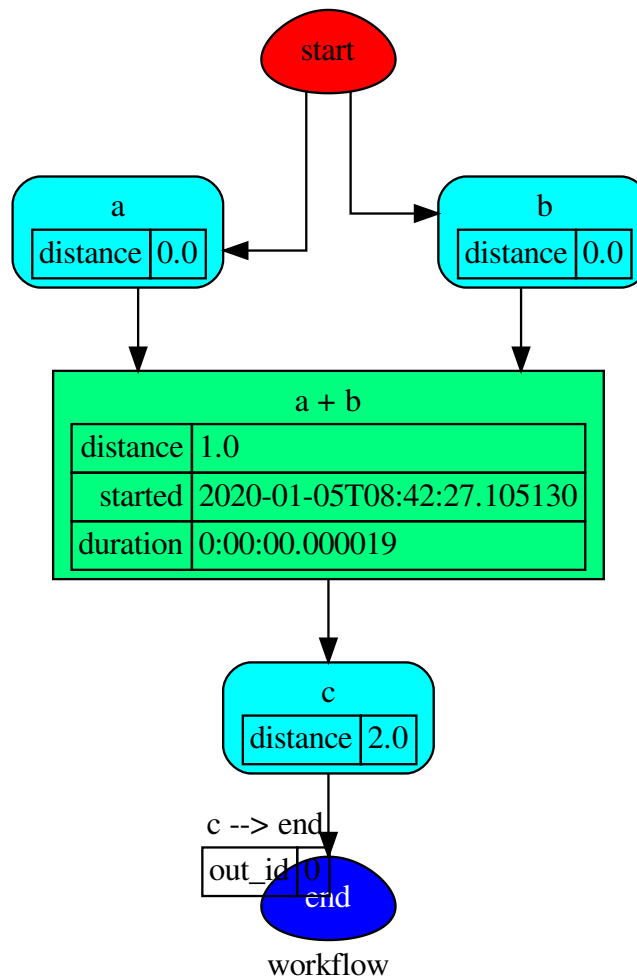 start
a
distance 0.0
b
distance 0.0
a + b
distance 1.0
started 2020-01-05T08:42:27.105130
duration 0:00:00.000019
c
distance 2.0
c --> end
out_id 0
end
workflow